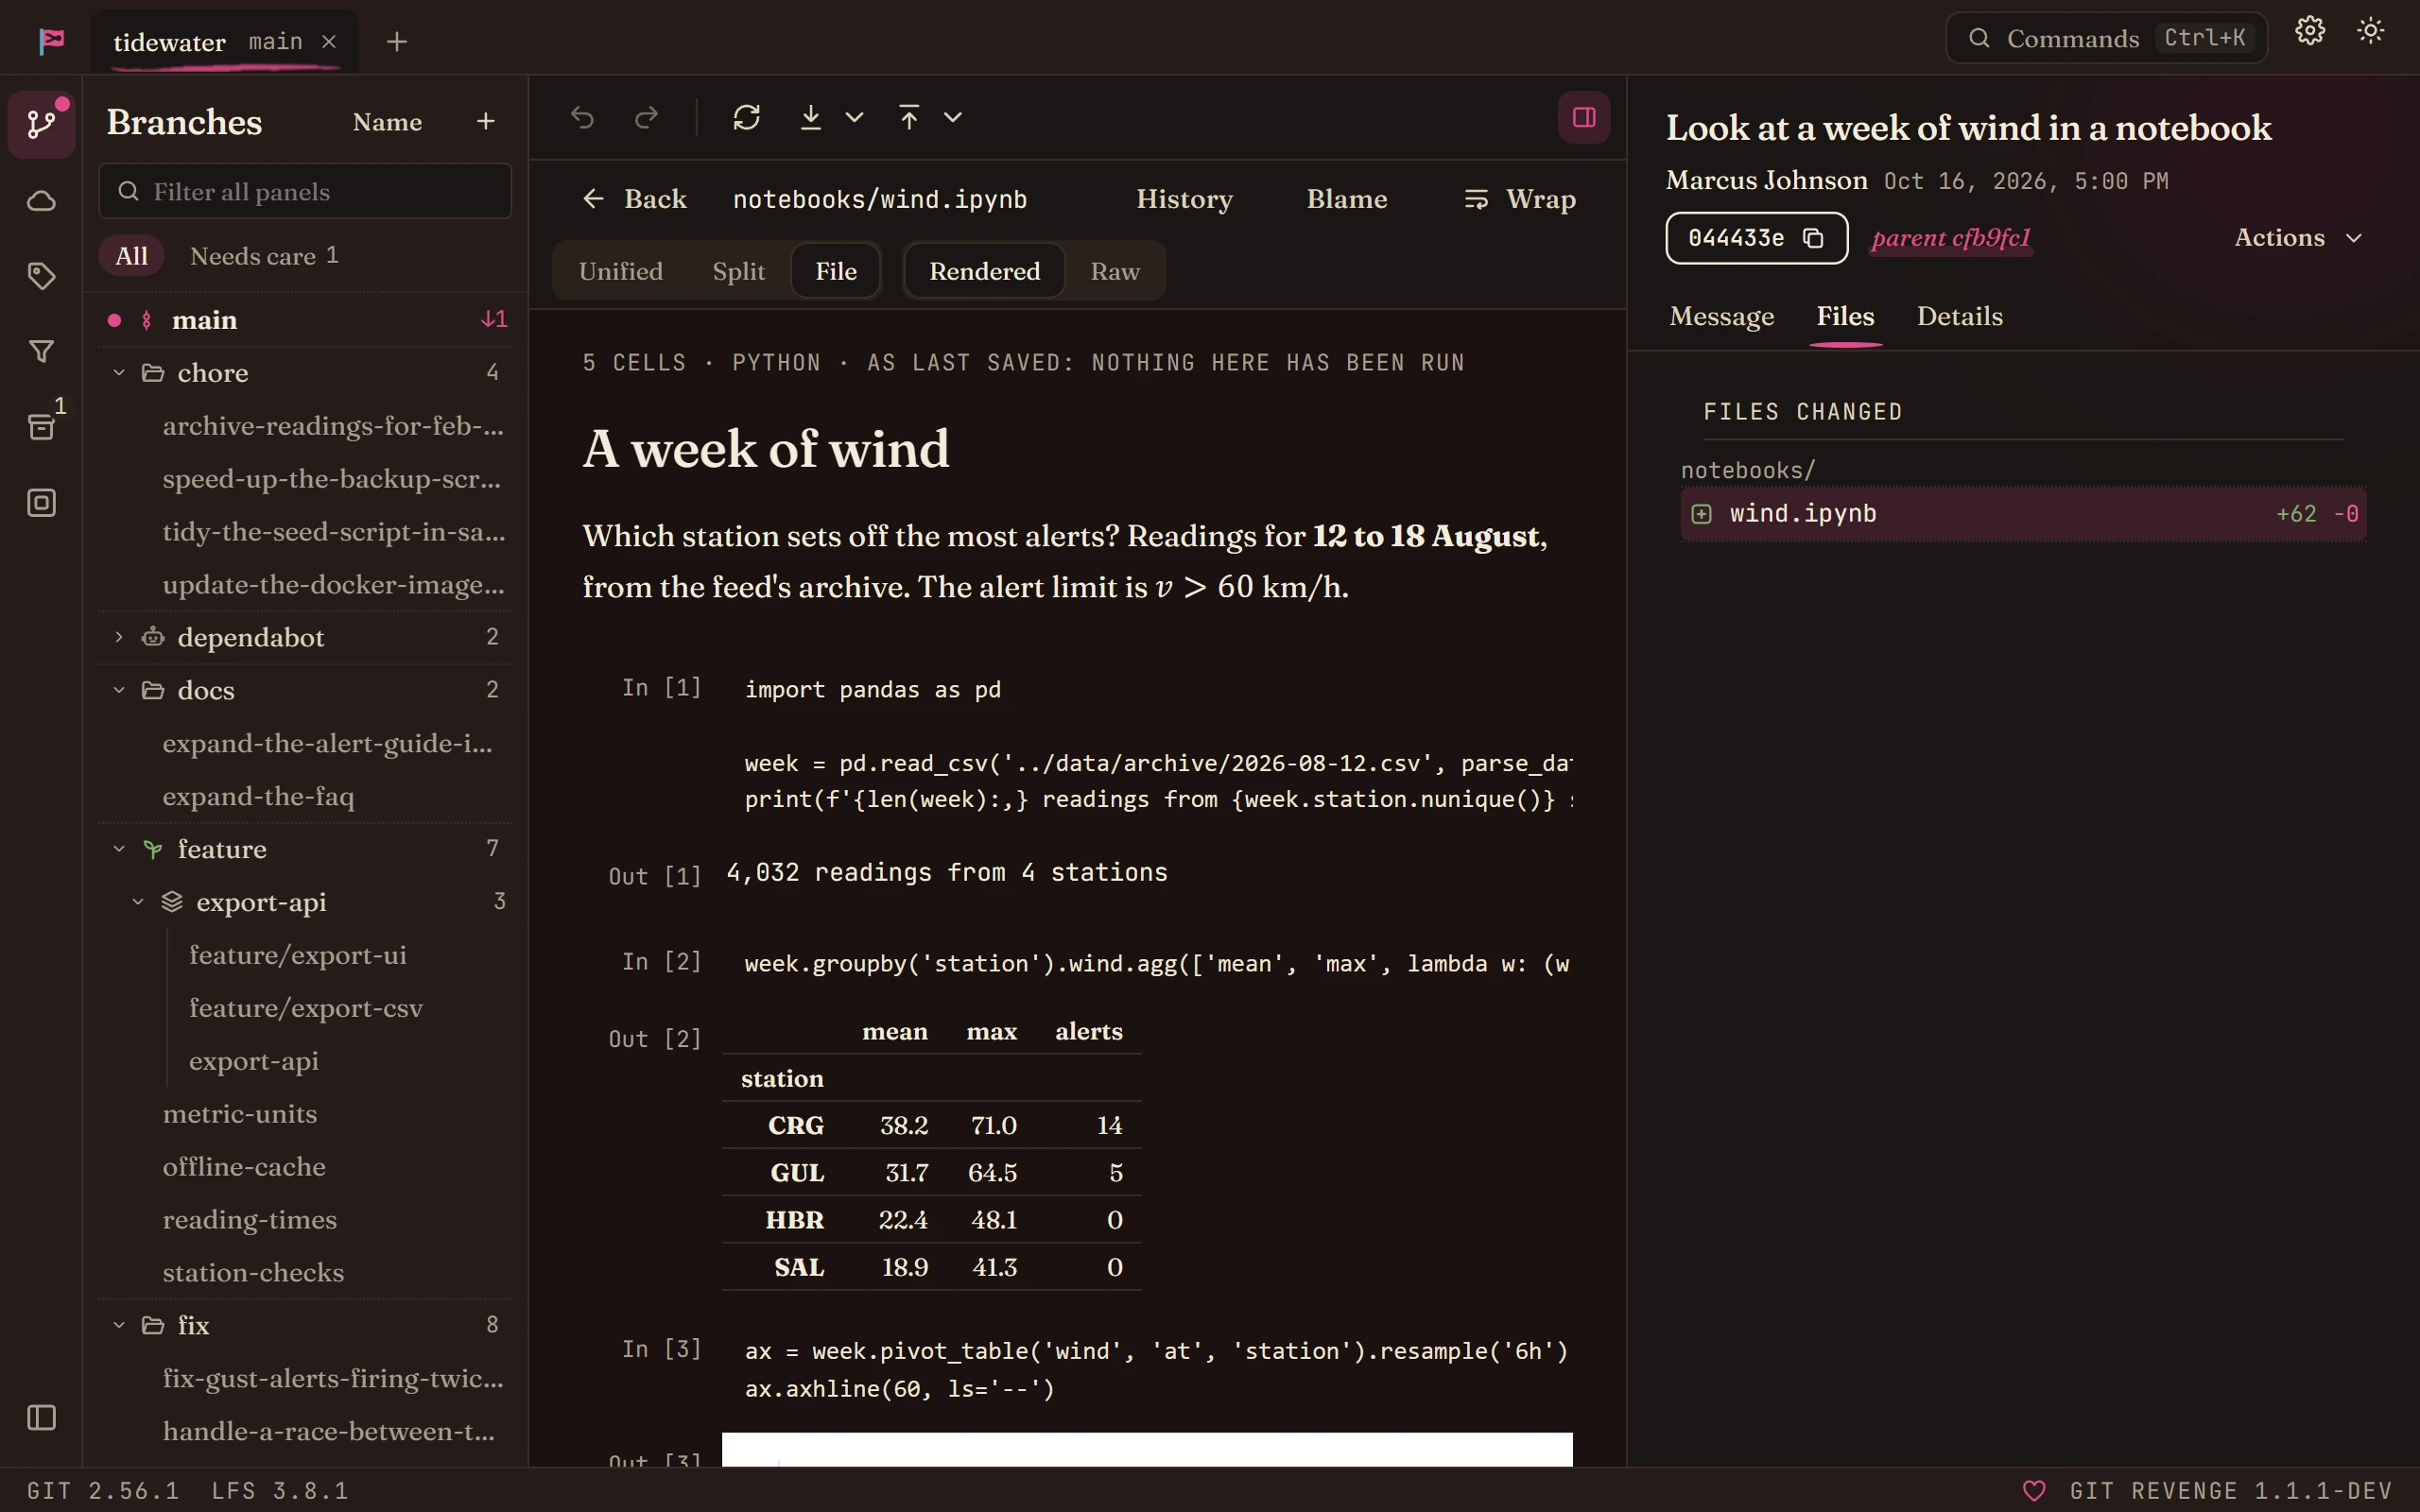 tidewater main
Commands Ctrl+K
Branches Name
Filter all panels
All Needs care 1
main ↓1
chore 4
archive-readings-for-feb-...
speed-up-the-backup-scr...
tidy-the-seed-script-in-sa...
update-the-docker-image...
dependabot 2
docs 2
expand-the-alert-guide-i...
expand-the-faq
feature 7
export-api 3
feature/export-ui
feature/export-csv
export-api
metric-units
offline-cache
reading-times
station-checks
fix 8
fix-gust-alerts-firing-twic...
handle-a-race-between-t...
1
Back notebooks/wind.ipynb History Blame Wrap
Unified Split File Rendered Raw
5 CELLS · PYTHON · AS LAST SAVED: NOTHING HERE HAS BEEN RUN
A week of wind
Which station sets off the most alerts? Readings for 12 to 18 August,
from the feed's archive. The alert limit is v > 60 km/h.
In [1] import pandas as pd
week = pd.read_csv('../data/archive/2026-08-12.csv', parse_da
print(f'{len(week):,} readings from {week.station.nunique()}
Out [1] 4,032 readings from 4 stations
In [2] week.groupby('station').wind.agg(['mean', 'max', lambda w: (w
Out [2] mean max alerts
station
CRG 38.2 71.0 14
GUL 31.7 64.5 5
HBR 22.4 48.1 0
SAL 18.9 41.3 0
In [3] ax = week.pivot_table('wind', 'at', 'station').resample('6h')
ax.axhline(60, ls='--')
Out [3]
Look at a week of wind in a notebook
Marcus Johnson Oct 16, 2026, 5:00 PM
044433e parent cfb9fc1 Actions
Message Files Details
FILES CHANGED
notebooks/
wind.ipynb +62 -0
GIT 2.56.1 LFS 3.8.1
GIT REVENGE 1.1.1-DEV